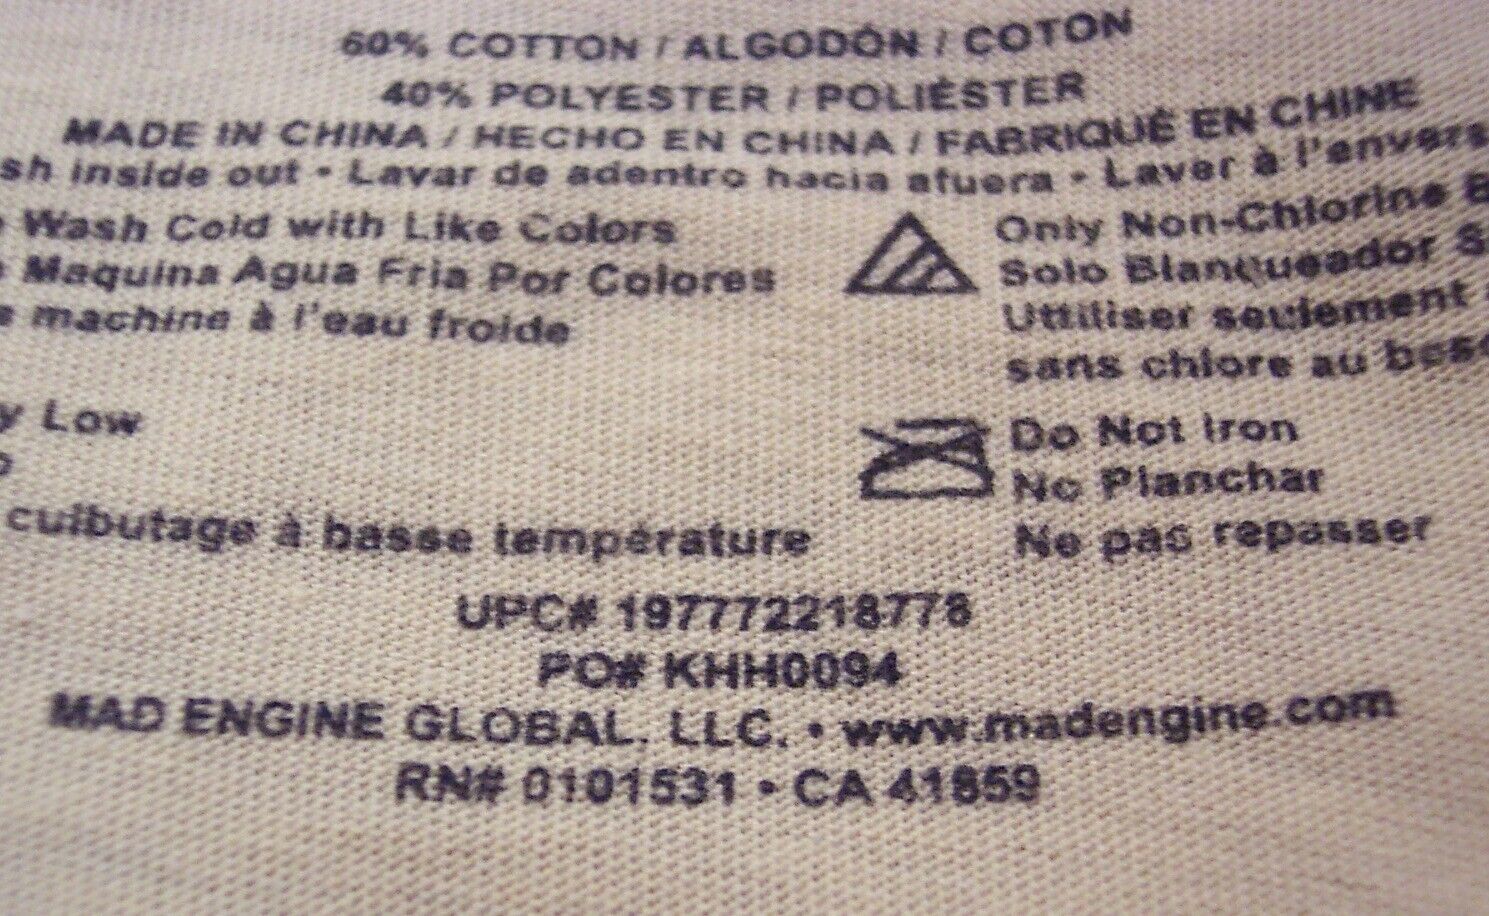 60% COTTON / ALGODÓN / COTON
40% POLYESTER / POLIÉSTER
MADE IN CHINA / HECHO EN CHINA / FABRIQUÉ EN CHINE
sh inside out • Lavar de adentro hacia afuera • Laver à l'envers
Wash Cold with Like Colors
Maquina Agua Fria Por Colores
machine à l'eau froide
Only Non-Chlorine B
Solo Blanqueador S
Uttiliser seulement
sans chlore au beso
y Low
Do Not Iron
No Planchar
Ne pas repasser
culbutage à basse température
UPC# 197772218778
PO# KHH0094
MAD ENGINE GLOBAL, LLC. • www.madengine.com
RN# 0101531 • CA 41859